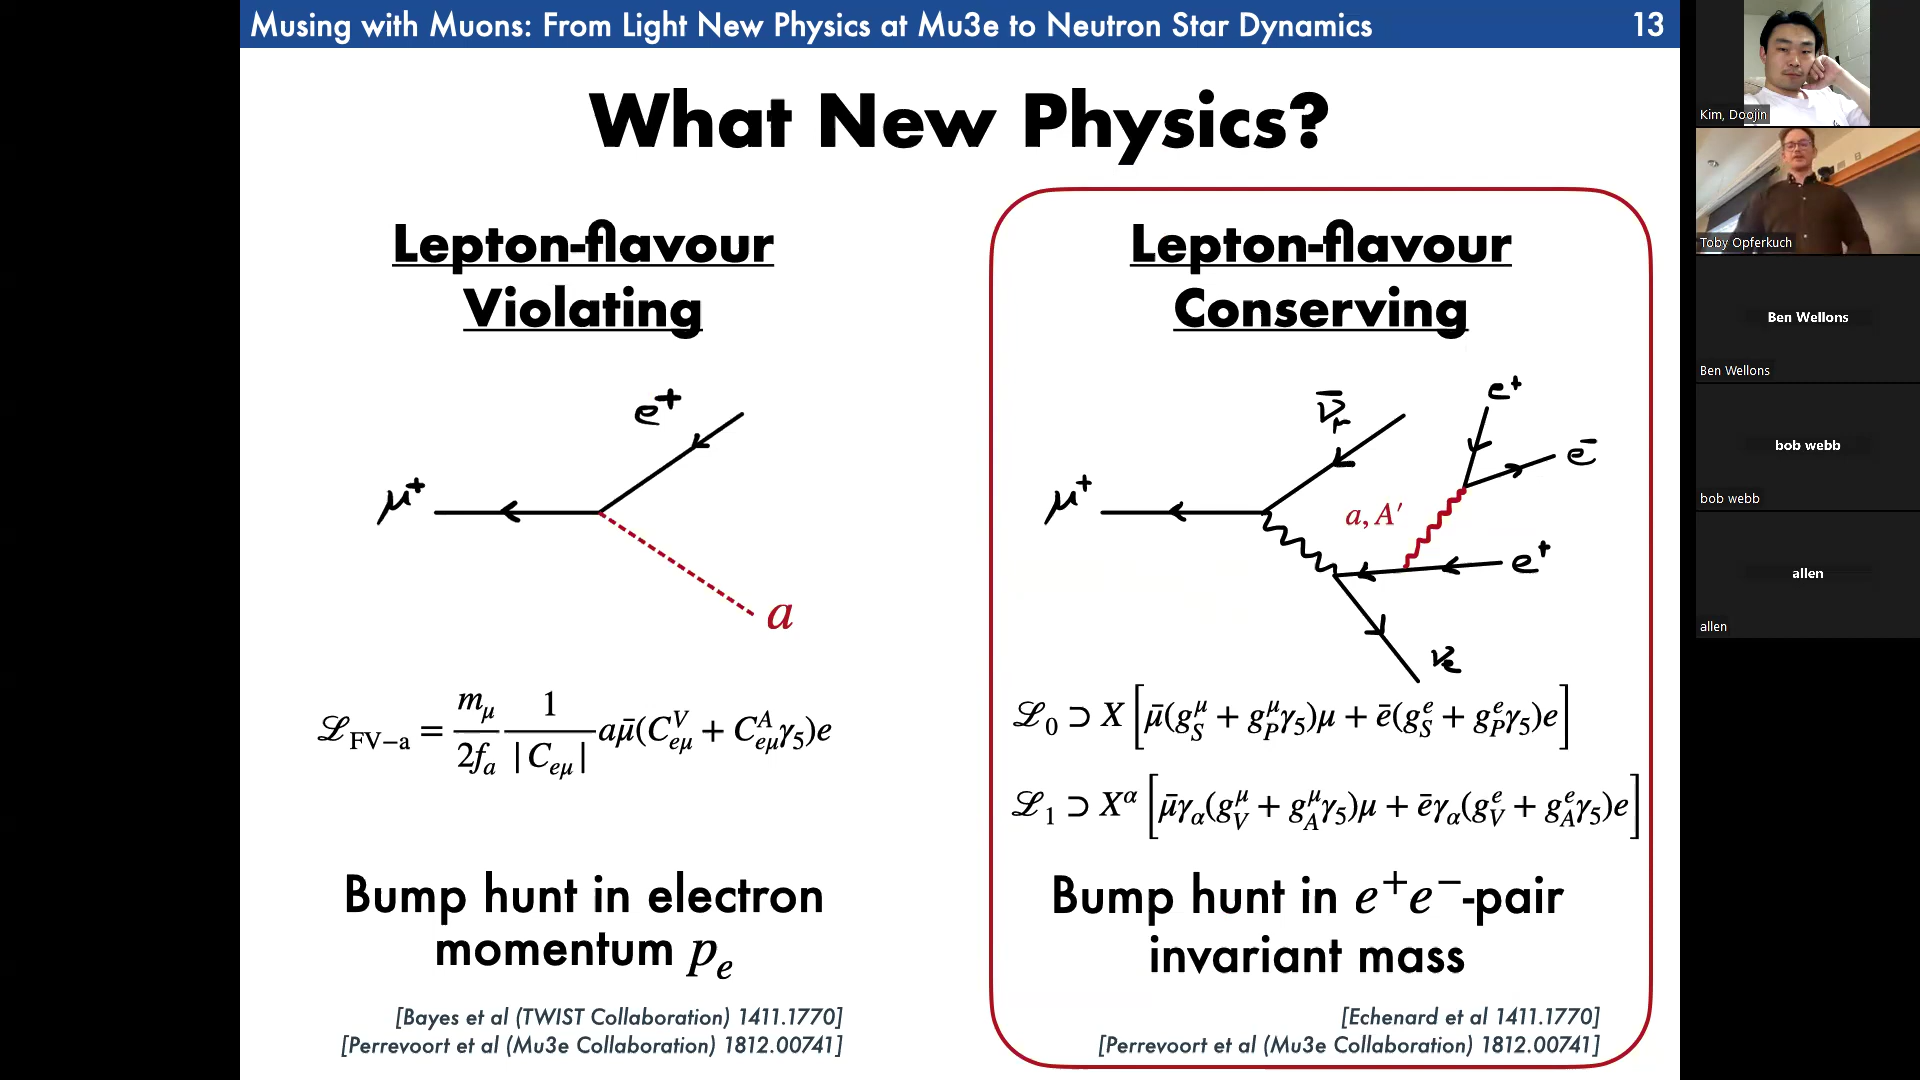 Musing with Muons: From Light New Physics at Mu3e to Neutron Star Dynamics 13
What New Physics?
Lepton-flavour
Violating
e⁺
μ⁺
a
ℒ_FV−a = m_μ/2f_a 1/|C_eμ| aμ̄(C^V_eμ + C^A_eμ γ₅)e
Bump hunt in electron
momentum p_e
[Bayes et al (TWIST Collaboration) 1411.1770]
[Perrevoort et al (Mu3e Collaboration) 1812.00741]
Lepton-flavour
Conserving
ν̄_μ
e⁺
e⁻
μ⁺
a, A′
e⁺
ν_e
ℒ₀ ⊃ X [μ̄(g^μ_S + g^μ_P γ₅)μ + ē(g^e_S + g^e_P γ₅)e]
ℒ₁ ⊃ X^α [μ̄γ_α(g^μ_V + g^μ_A γ₅)μ + ēγ_α(g^e_V + g^e_A γ₅)e]
Bump hunt in e⁺e⁻-pair
invariant mass
[Echenard et al 1411.1770]
[Perrevoort et al (Mu3e Collaboration) 1812.00741]
Kim, Doojin
Toby Opferkuch
Ben Wellons
Ben Wellons
bob webb
bob webb
allen
allen